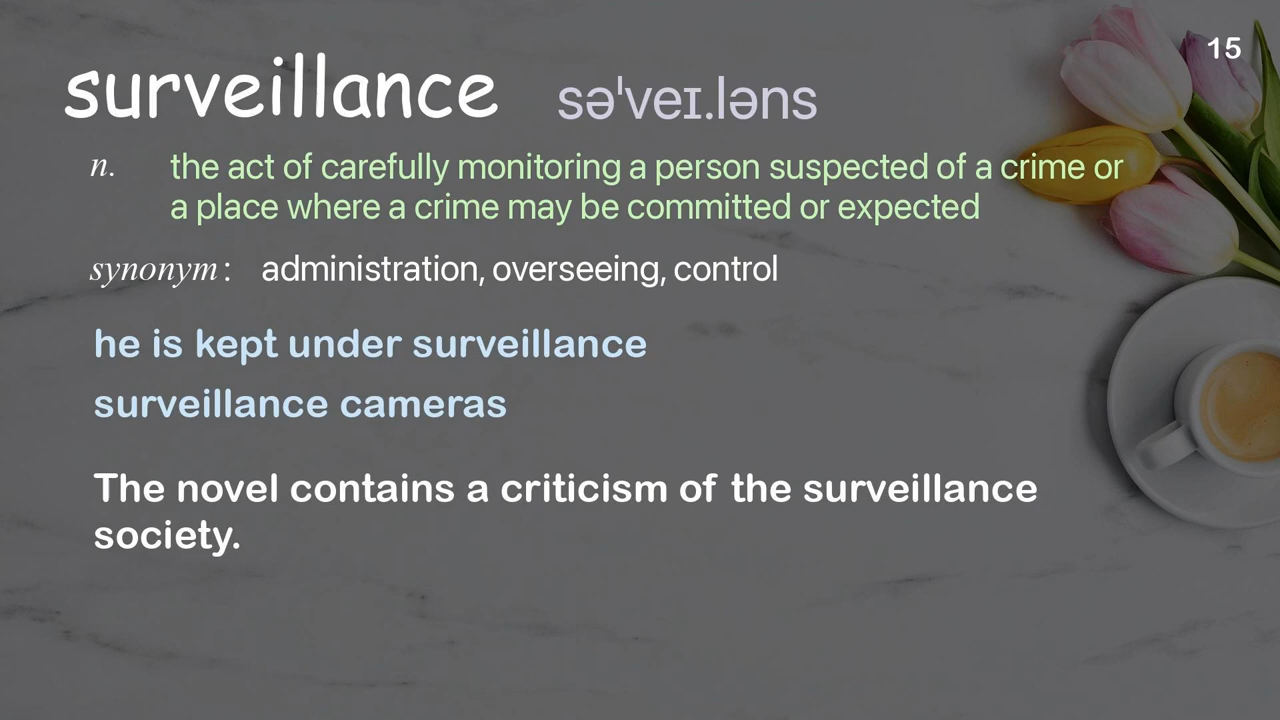 15
surveillance səˈveɪ.ləns
n. the act of carefully monitoring a person suspected of a crime or
a place where a crime may be committed or expected
synonym : administration, overseeing, control
he is kept under surveillance
surveillance cameras
The novel contains a criticism of the surveillance
society.